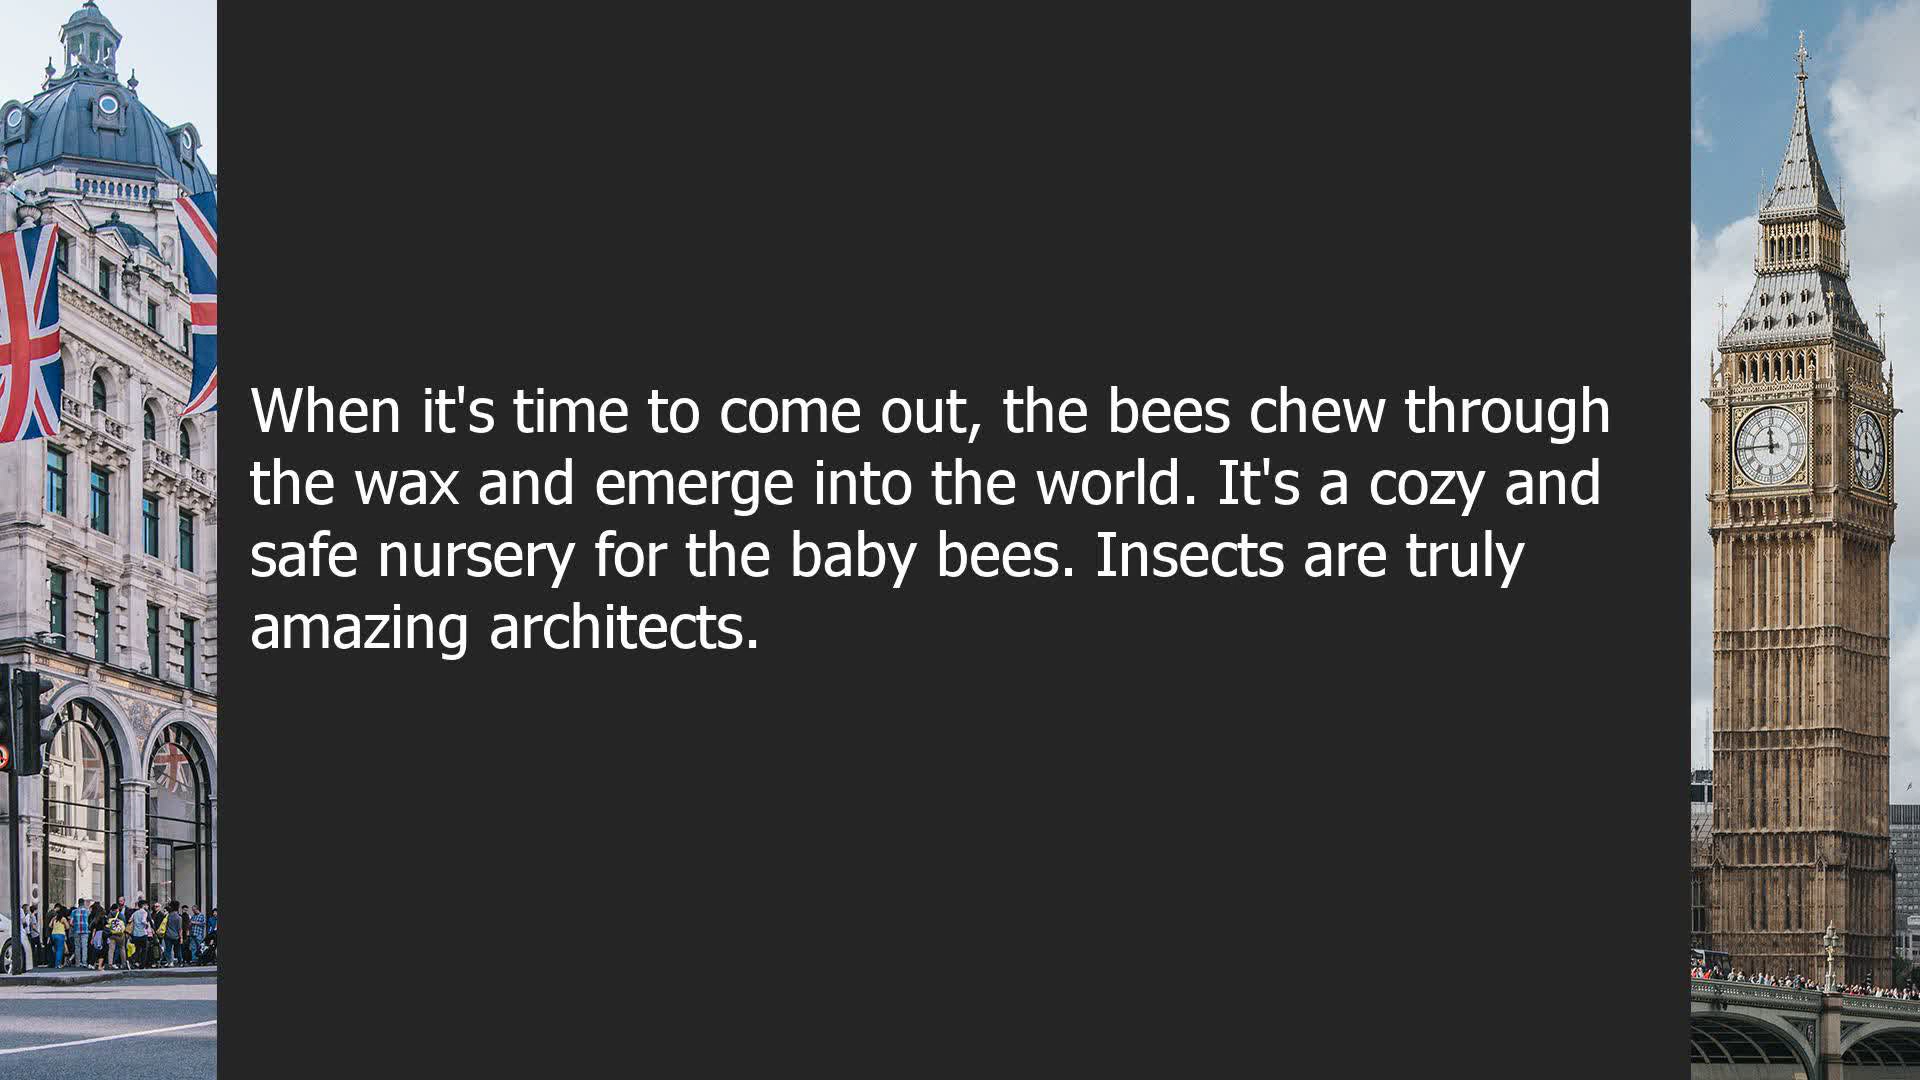 When it's time to come out, the bees chew through
the wax and emerge into the world. It's a cozy and
safe nursery for the baby bees. Insects are truly
amazing architects.